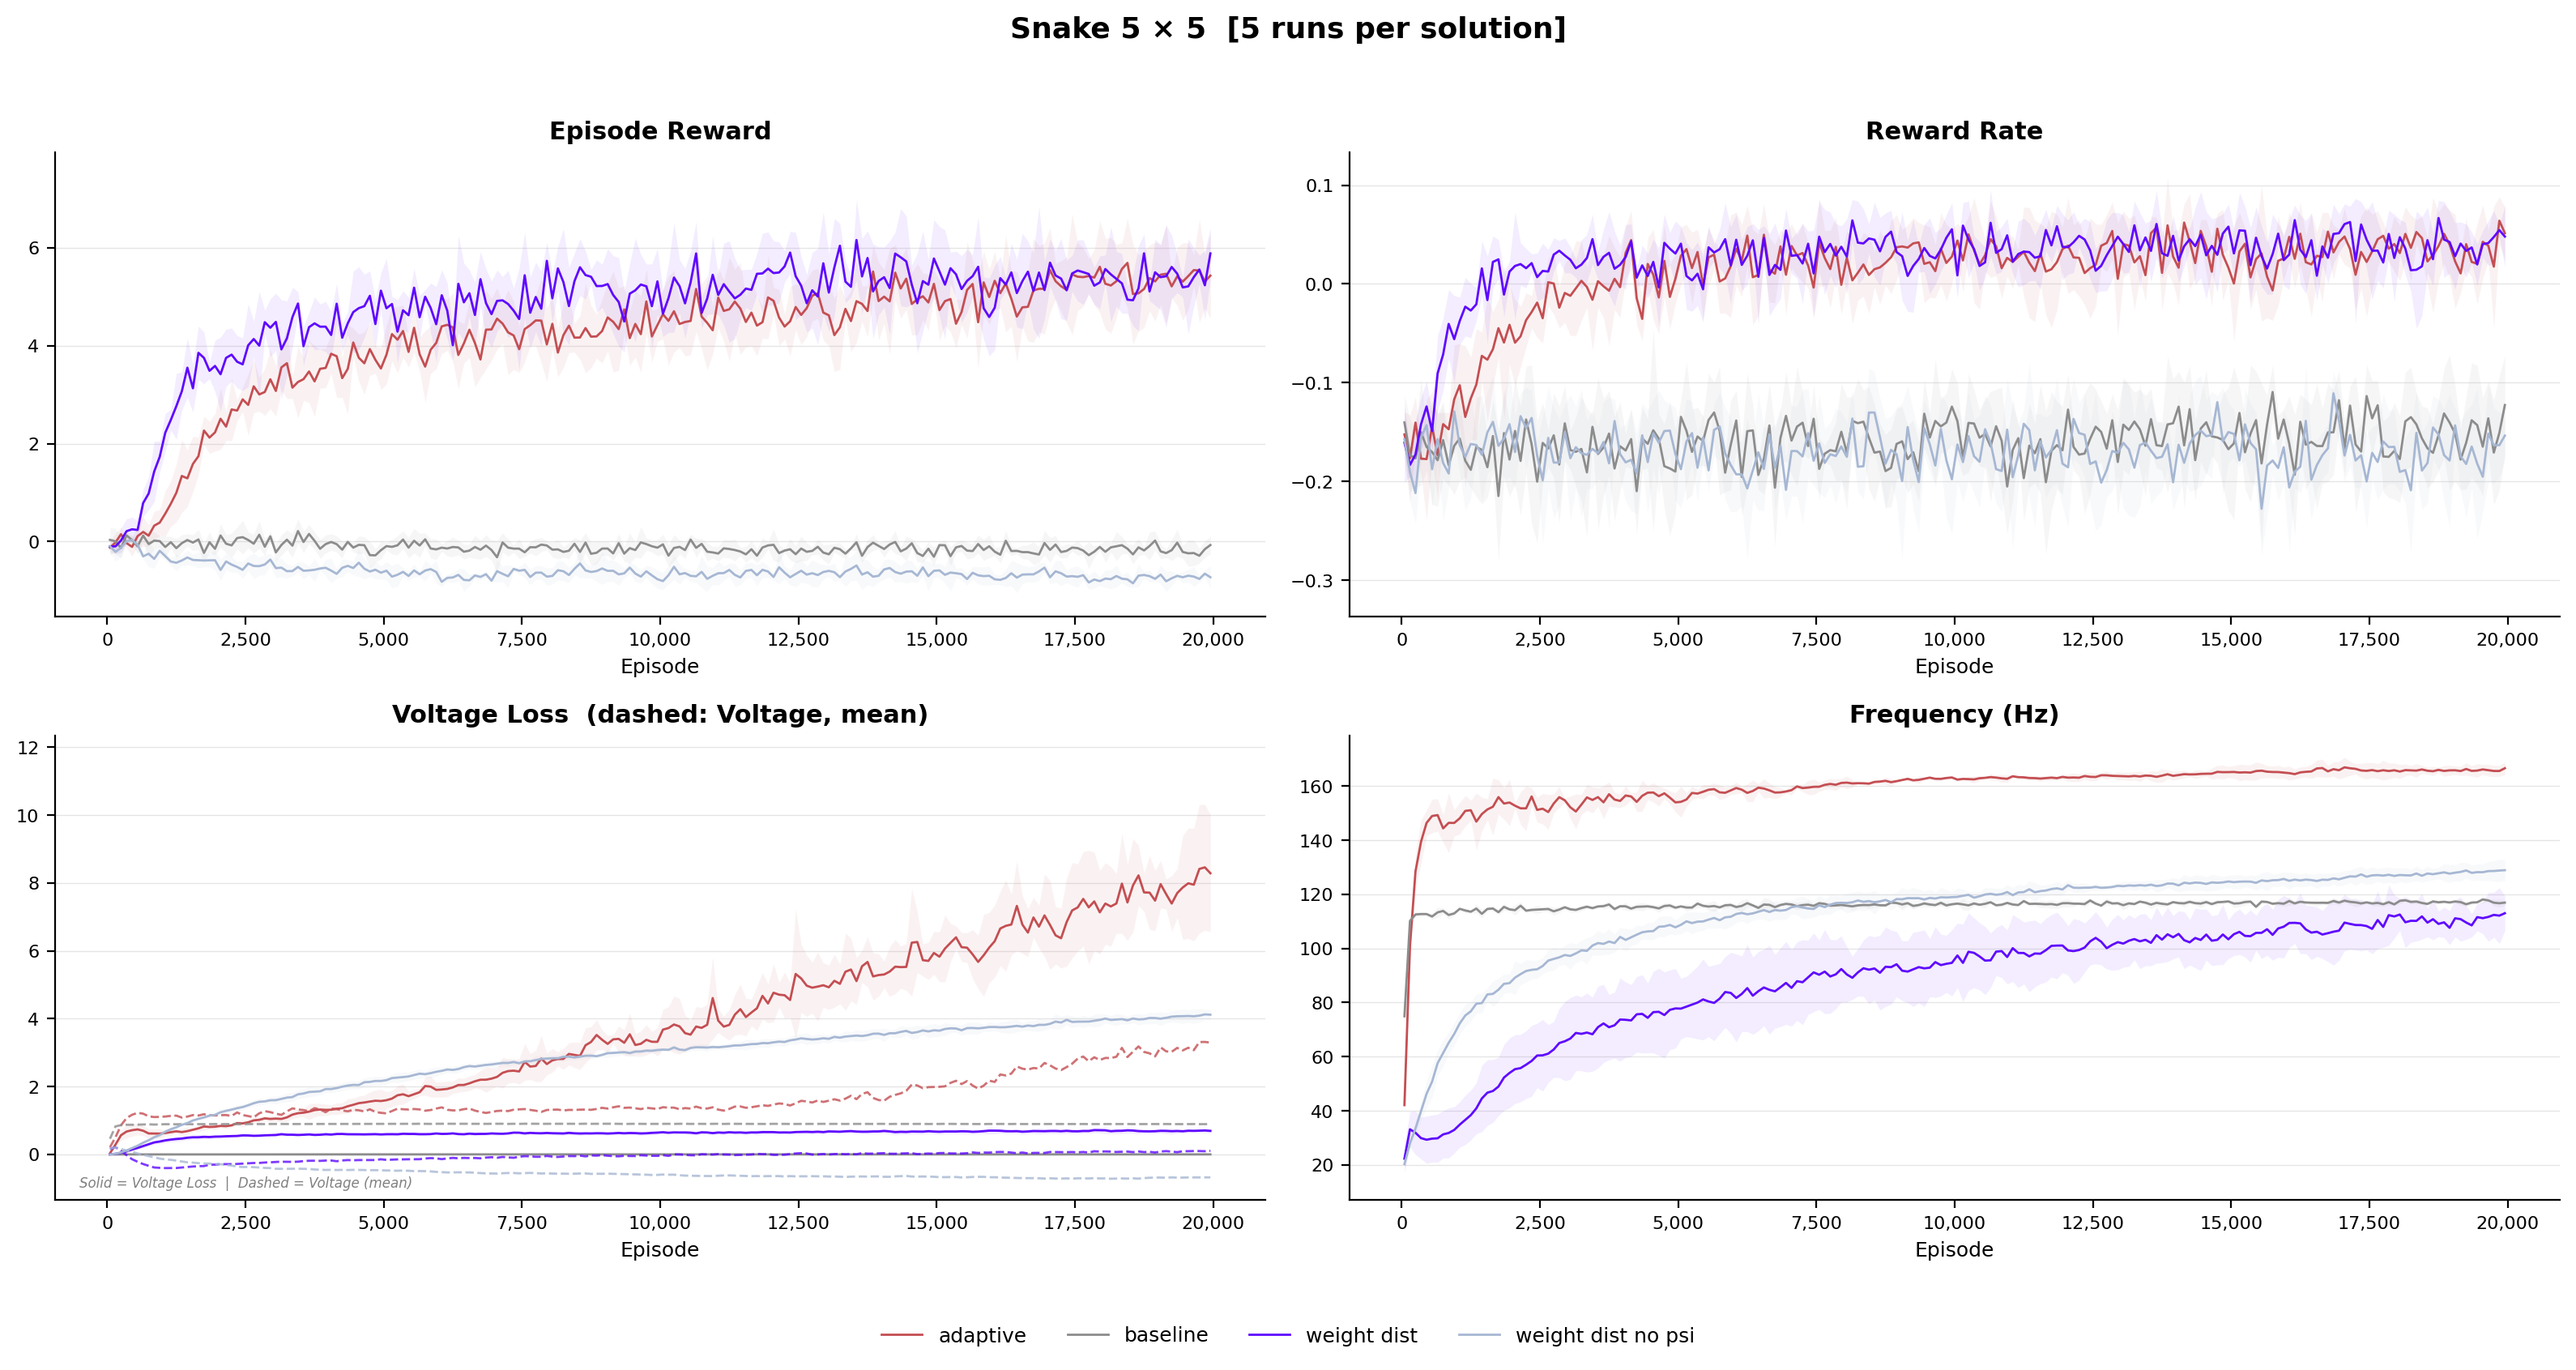 Snake 5 × 5  [5 runs per solution]
Episode Reward
6
4
2
0
0 2,500 5,000 7,500 10,000 12,500 15,000 17,500 20,000
Episode
Reward Rate
0.1
0.0
−0.1
−0.2
−0.3
0 2,500 5,000 7,500 10,000 12,500 15,000 17,500 20,000
Episode
Voltage Loss  (dashed: Voltage, mean)
12
10
8
6
4
2
0
Solid = Voltage Loss  |  Dashed = Voltage (mean)
0 2,500 5,000 7,500 10,000 12,500 15,000 17,500 20,000
Episode
Frequency (Hz)
160
140
120
100
80
60
40
20
0 2,500 5,000 7,500 10,000 12,500 15,000 17,500 20,000
Episode
adaptive baseline weight dist weight dist no psi